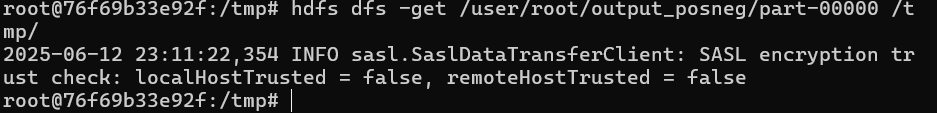 root@76f69b33e92f:/tmp# hdfs dfs -get /user/root/output_posneg/part-00000 /t
mp/
2025-06-12 23:11:22,354 INFO sasl.SaslDataTransferClient: SASL encryption tr
ust check: localHostTrusted = false, remoteHostTrusted = false
root@76f69b33e92f:/tmp#